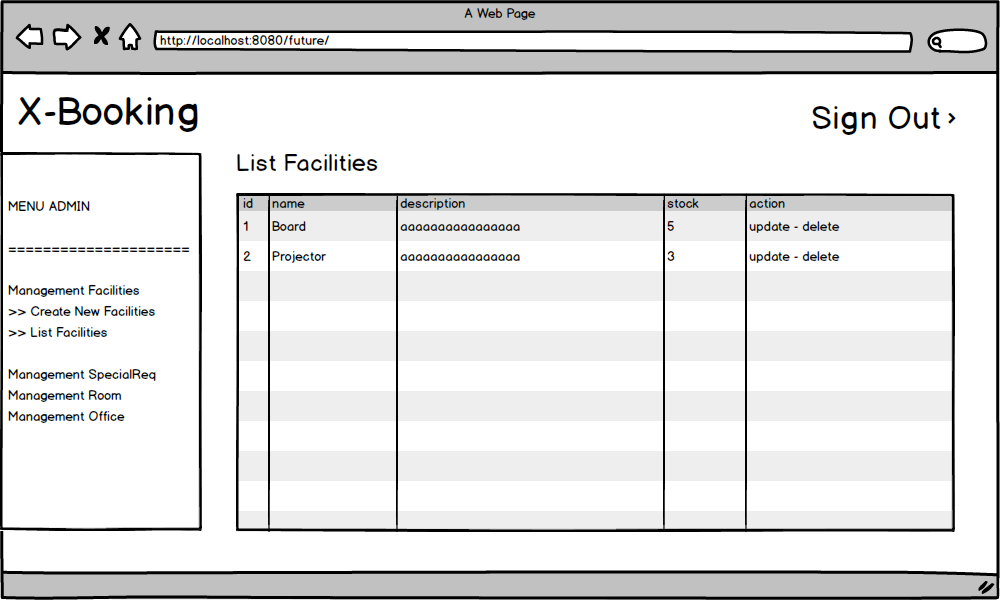 A Web Page
http://localhost:8080/future/
X-Booking
Sign Out
MENU ADMIN
=====================
Management Facilities
>> Create New Facilities
>> List Facilities
Management SpecialReq
Management Room
Management Office
List Facilities
id name description stock action
1 Board aaaaaaaaaaaaaaaa 5 update - delete
2 Projector aaaaaaaaaaaaaaaa 3 update - delete